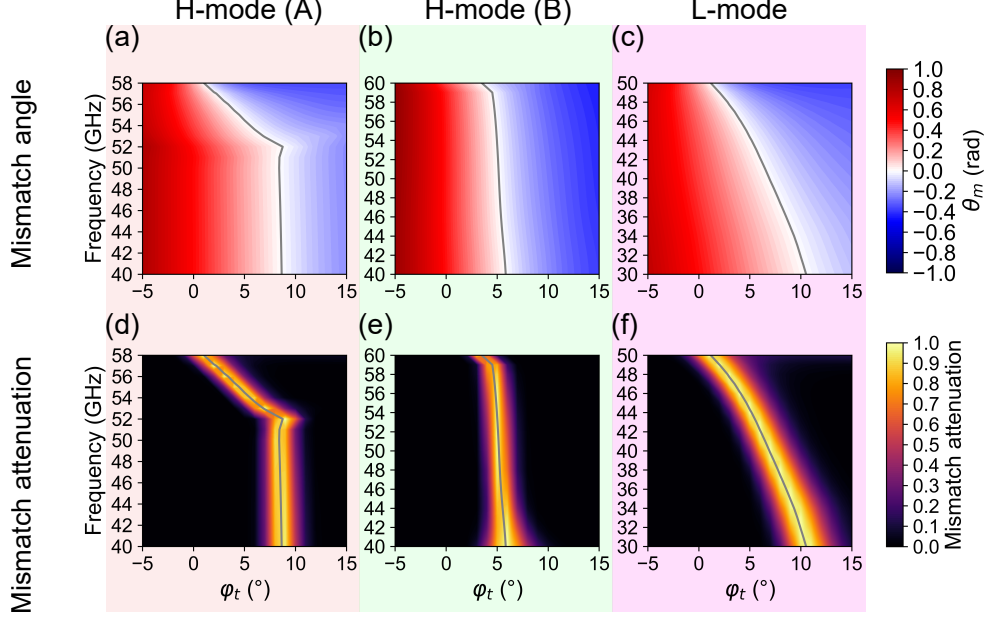 H-mode (A) H-mode (B) L-mode
(a) (b) (c)
Mismatch angle
Frequency (GHz)
58 56 54 52 50 48 46 44 42 40
−5 0 5 10 15
60 58 56 54 52 50 48 46 44 42 40
−5 0 5 10 15
50 48 46 44 42 40 38 36 34 32 30
−5 0 5 10 15
1.0 0.8 0.6 0.4 0.2 0.0 −0.2 −0.4 −0.6 −0.8 −1.0
θm (rad)
(d) (e) (f)
Mismatch attenuation
Frequency (GHz)
58 56 54 52 50 48 46 44 42 40
−5 0 5 10 15
φt (°)
60 58 56 54 52 50 48 46 44 42 40
−5 0 5 10 15
φt (°)
50 48 46 44 42 40 38 36 34 32 30
−5 0 5 10 15
φt (°)
1.0 0.9 0.8 0.7 0.6 0.5 0.4 0.3 0.2 0.1 0.0
Mismatch attenuation